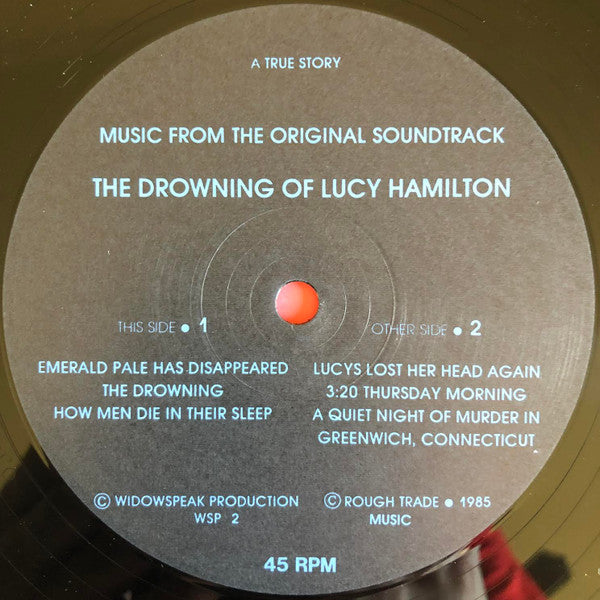 A TRUE STORY
MUSIC FROM THE ORIGINAL SOUNDTRACK
THE DROWNING OF LUCY HAMILTON
THIS SIDE ● 1
EMERALD PALE HAS DISAPPEARED
THE DROWNING
HOW MEN DIE IN THEIR SLEEP
OTHER SIDE ● 2
LUCYS LOST HER HEAD AGAIN
3:20 THURSDAY MORNING
A QUIET NIGHT OF MURDER IN
GREENWICH, CONNECTICUT
© WIDOWSPEAK PRODUCTION
WSP 2
© ROUGH TRADE ● 1985
MUSIC
45 RPM